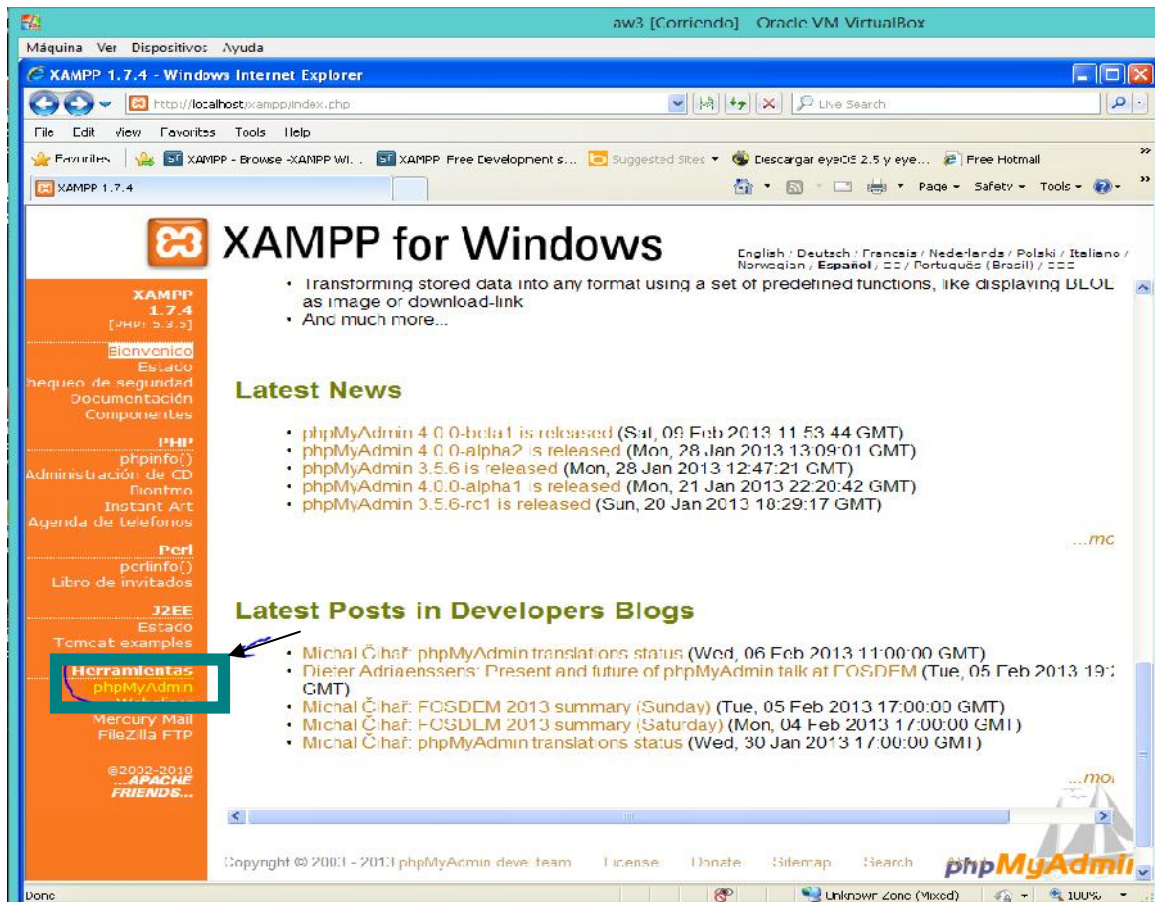 aw3 [Corriendo] Oracle VM VirtualBox
Máquina Ver Dispositivos Ayuda
XAMPP 1.7.4 - Windows Internet Explorer
http://localhost/xampp/index.php
Live Search
File Edit View Favorites Tools Help
Favorites XAMPP - Browse -XAMPP WI... XAMPP Free Development s... Suggested Sites Descargar eyeOS 2.5 y eye... Free Hotmail
XAMPP 1.7.4
Page Safety Tools
XAMPP for Windows
English / Deutsch / Francais / Nederlands / Polski / Italiano /
Norwegian / Español / / Português (Brasil) /
XAMPP
1.7.4
[PHP: 5.3.5]
Bienvenido
Estado
hequeo de seguridad
Documentación
Componentes
PHP
phpinfo()
Administración de CD
Biorritmo
Instant Art
Agenda de telefonos
Perl
perlinfo()
Libro de invitados
J2EE
Estado
Tomcat examples
Herramientas
phpMyAdmin
Webalizer
Mercury Mail
FileZilla FTP
©2002-2010
...APACHE
FRIENDS...
Transforming stored data into any format using a set of predefined functions, like displaying BLOB
as image or download-link
And much more...
Latest News
phpMyAdmin 4.0.0-beta1 is released (Sat, 09 Feb 2013 11:53:44 GMT)
phpMyAdmin 4.0.0-alpha2 is released (Mon, 28 Jan 2013 13:09:01 GMT)
phpMyAdmin 3.5.6 is released (Mon, 28 Jan 2013 12:47:21 GMT)
phpMyAdmin 4.0.0-alpha1 is released (Mon, 21 Jan 2013 22:20:42 GMT)
phpMyAdmin 3.5.6-rc1 is released (Sun, 20 Jan 2013 18:29:17 GMT)
...mo
Latest Posts in Developers Blogs
Michal Čihař: phpMyAdmin translations status (Wed, 06 Feb 2013 11:00:00 GMT)
Dieter Adriaenssens: Present and future of phpMyAdmin talk at FOSDEM (Tue, 05 Feb 2013 19:2
GMT)
Michal Čihař: FOSDEM 2013 summary (Sunday) (Tue, 05 Feb 2013 17:00:00 GMT)
Michal Čihař: FOSDEM 2013 summary (Saturday) (Mon, 04 Feb 2013 17:00:00 GMT)
Michal Čihař: phpMyAdmin translations status (Wed, 30 Jan 2013 17:00:00 GMT)
...mo
Copyright © 2003 - 2013 phpMyAdmin devel team License Donate Sitemap Search About
phpMyAdmi
Done Unknown Zone (Mixed) 100%